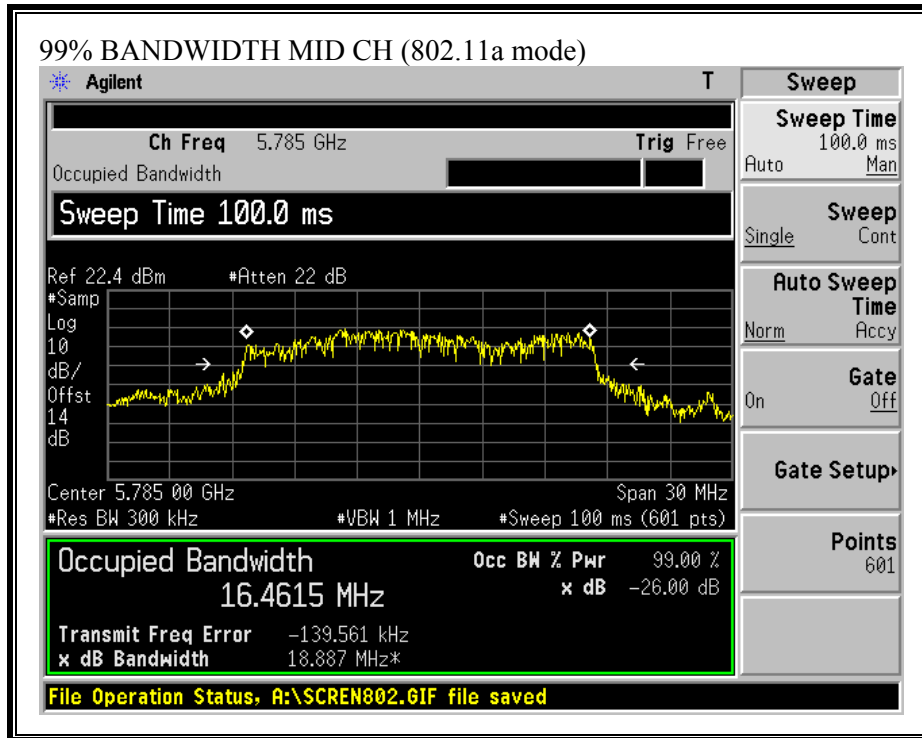 99% BANDWIDTH MID CH (802.11a mode)
Agilent T
Ch Freq 5.785 GHz Trig Free
Occupied Bandwidth
Sweep Time 100.0 ms
Ref 22.4 dBm #Atten 22 dB
#Samp
Log
10
dB/
Offst
14
dB
Center 5.785 00 GHz Span 30 MHz
#Res BW 300 kHz #VBW 1 MHz #Sweep 100 ms (601 pts)
Occupied Bandwidth Occ BW % Pwr 99.00 %
16.4615 MHz x dB -26.00 dB
Transmit Freq Error -139.561 kHz
x dB Bandwidth 18.887 MHz*
File Operation Status, A:\SCREN802.GIF file saved
Sweep
Sweep Time
100.0 ms
Auto Man
Sweep
Single Cont
Auto Sweep
Time
Norm Accy
Gate
On Off
Gate Setup▸
Points
601